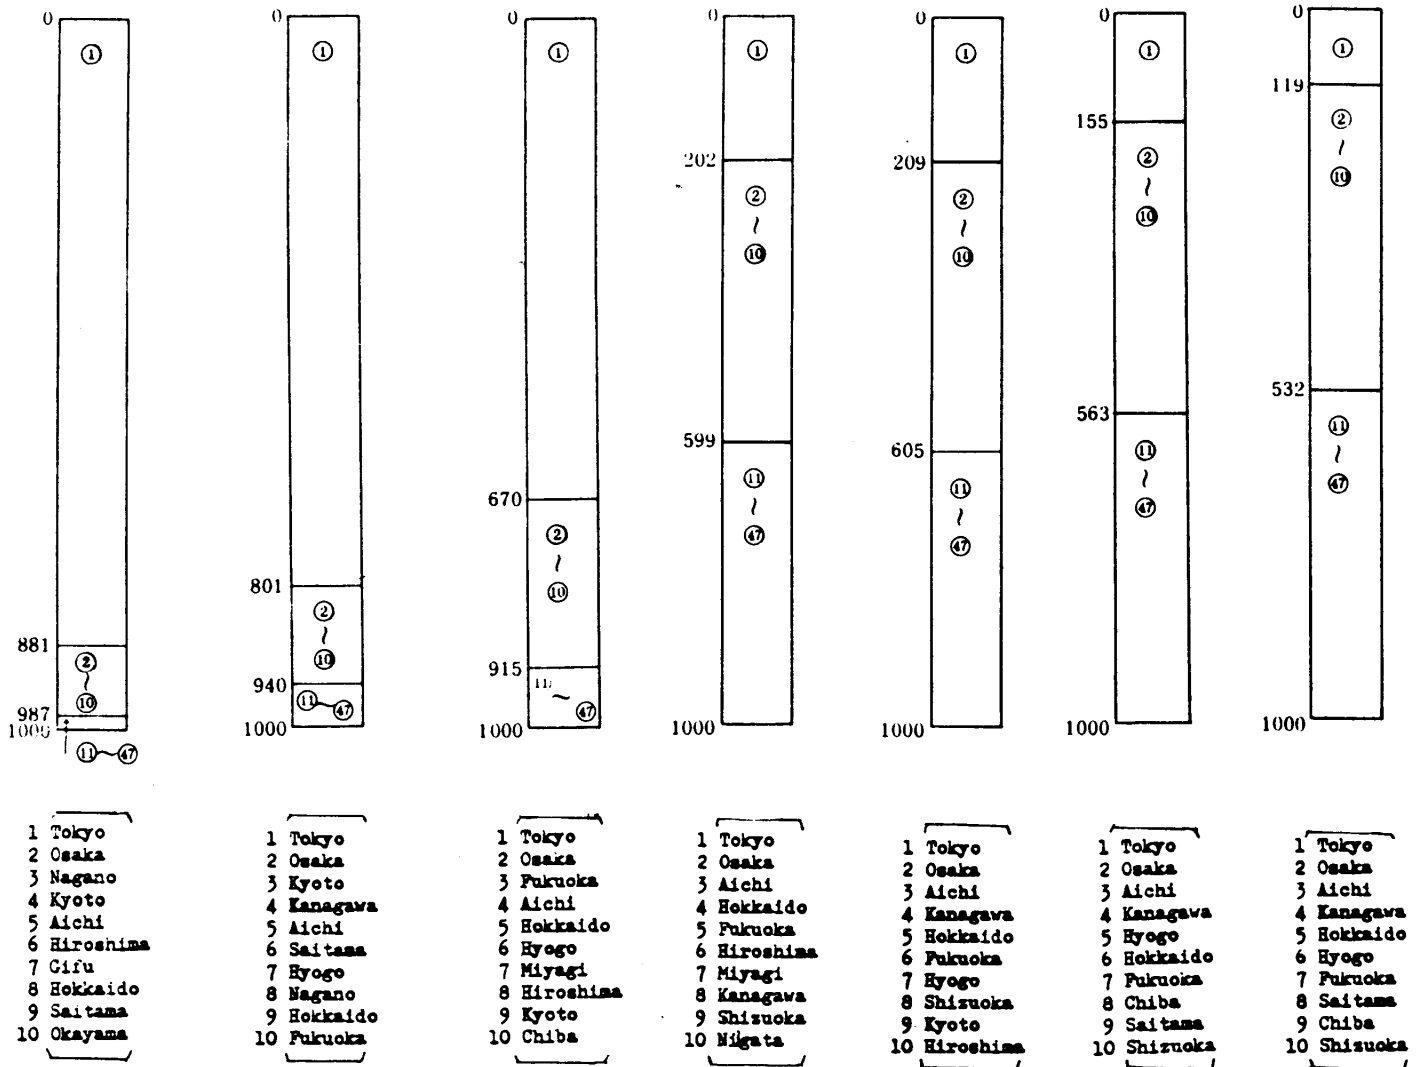 0
①
881
②
~
⑩
987
1000
⑪~㊼
1 Tokyo
2 Osaka
3 Nagano
4 Kyoto
5 Aichi
6 Hiroshima
7 Gifu
8 Hokkaido
9 Saitama
10 Okayama
0
①
801
②
~
⑩
940
⑪~㊼
1000
1 Tokyo
2 Osaka
3 Kyoto
4 Kanagawa
5 Aichi
6 Saitama
7 Hyogo
8 Nagano
9 Hokkaido
10 Fukuoka
0
①
670
②
~
⑩
915
11 ~ ㊼
1000
1 Tokyo
2 Osaka
3 Fukuoka
4 Aichi
5 Hokkaido
6 Hyogo
7 Miyagi
8 Hiroshima
9 Kyoto
10 Chiba
0
①
202
②
~
⑩
599
⑪
~
㊼
1000
1 Tokyo
2 Osaka
3 Aichi
4 Hokkaido
5 Fukuoka
6 Hiroshima
7 Miyagi
8 Kanagawa
9 Shizuoka
10 Niigata
0
①
209
②
~
⑩
605
⑪
~
㊼
1000
1 Tokyo
2 Osaka
3 Aichi
4 Kanagawa
5 Hokkaido
6 Fukuoka
7 Hyogo
8 Shizuoka
9 Kyoto
10 Hiroshima
0
①
155
②
~
⑩
563
⑪
~
㊼
1000
1 Tokyo
2 Osaka
3 Aichi
4 Kanagawa
5 Hyogo
6 Hokkaido
7 Fukuoka
8 Chiba
9 Saitama
10 Shizuoka
0
①
119
②
~
⑩
532
⑪
~
㊼
1000
1 Tokyo
2 Osaka
3 Aichi
4 Kanagawa
5 Hokkaido
6 Hyogo
7 Fukuoka
8 Saitama
9 Chiba
10 Shizuoka